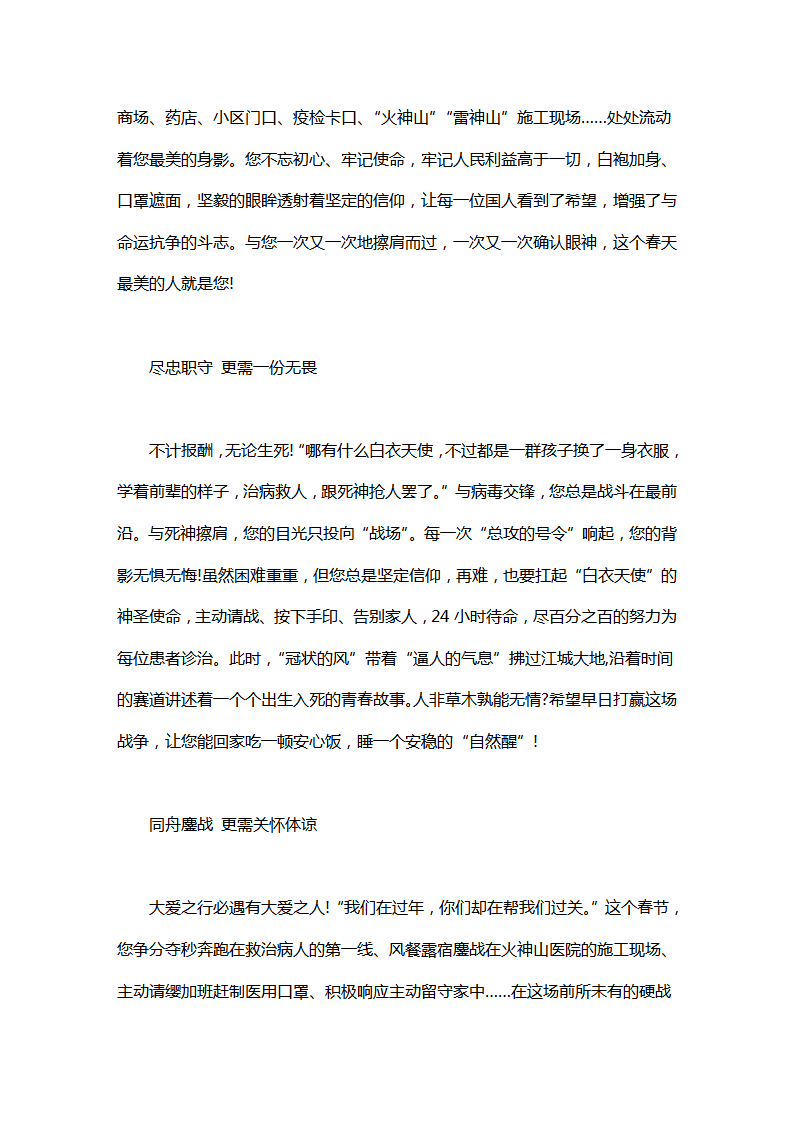 商场、药店、小区门口、疫检卡口、“火神山”“雷神山”施工现场……处处流动
着您最美的身影。您不忘初心、牢记使命，牢记人民利益高于一切，白袍加身、
口罩遮面，坚毅的眼眸透射着坚定的信仰，让每一位国人看到了希望，增强了与
命运抗争的斗志。与您一次又一次地擦肩而过，一次又一次确认眼神，这个春天
最美的人就是您!
尽忠职守 更需一份无畏
不计报酬，无论生死!“哪有什么白衣天使，不过都是一群孩子换了一身衣服，
学着前辈的样子，治病救人，跟死神抢人罢了。”与病毒交锋，您总是战斗在最前
沿。与死神擦肩，您的目光只投向“战场”。每一次“总攻的号令”响起，您的背
影无惧无悔!虽然困难重重，但您总是坚定信仰，再难，也要扛起“白衣天使”的
神圣使命，主动请战、按下手印、告别家人，24 小时待命，尽百分之百的努力为
每位患者诊治。此时，“冠状的风”带着“逼人的气息”拂过江城大地,沿着时间
的赛道讲述着一个个出生入死的青春故事。人非草木孰能无情?希望早日打赢这场
战争，让您能回家吃一顿安心饭，睡一个安稳的“自然醒”!
同舟鏖战 更需关怀体谅
大爱之行必遇有大爱之人!“我们在过年，你们却在帮我们过关。”这个春节，
您争分夺秒奔跑在救治病人的第一线、风餐露宿鏖战在火神山医院的施工现场、
主动请缨加班赶制医用口罩、积极响应主动留守家中……在这场前所未有的硬战